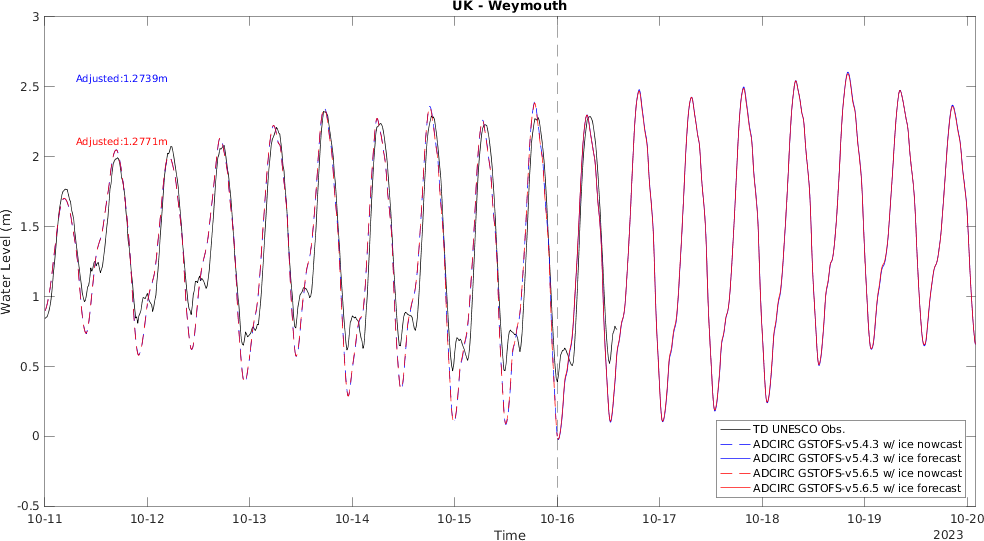 UK - Weymouth
3
2.5
2
1.5
1
0.5
0
-0.5
Water Level (m)
Adjusted:1.2739m
Adjusted:1.2771m
TD UNESCO Obs.
ADCIRC GSTOFS-v5.4.3 w/ ice nowcast
ADCIRC GSTOFS-v5.4.3 w/ ice forecast
ADCIRC GSTOFS-v5.6.5 w/ ice nowcast
ADCIRC GSTOFS-v5.6.5 w/ ice forecast
10-11 10-12 10-13 10-14 10-15 10-16 10-17 10-18 10-19 10-20
Time
2023